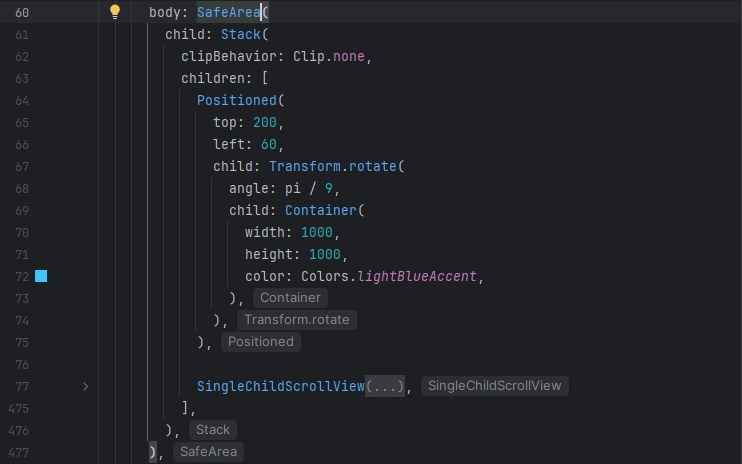 60 body: SafeArea(
61 child: Stack(
62 clipBehavior: Clip.none,
63 children: [
64 Positioned(
65 top: 200,
66 left: 60,
67 child: Transform.rotate(
68 angle: pi / 9,
69 child: Container(
70 width: 1000,
71 height: 1000,
72 color: Colors.lightBlueAccent,
73 ), Container
74 ), Transform.rotate
75 ), Positioned
76
77 SingleChildScrollView(...), SingleChildScrollView
475 ],
476 ), Stack
477 ), SafeArea